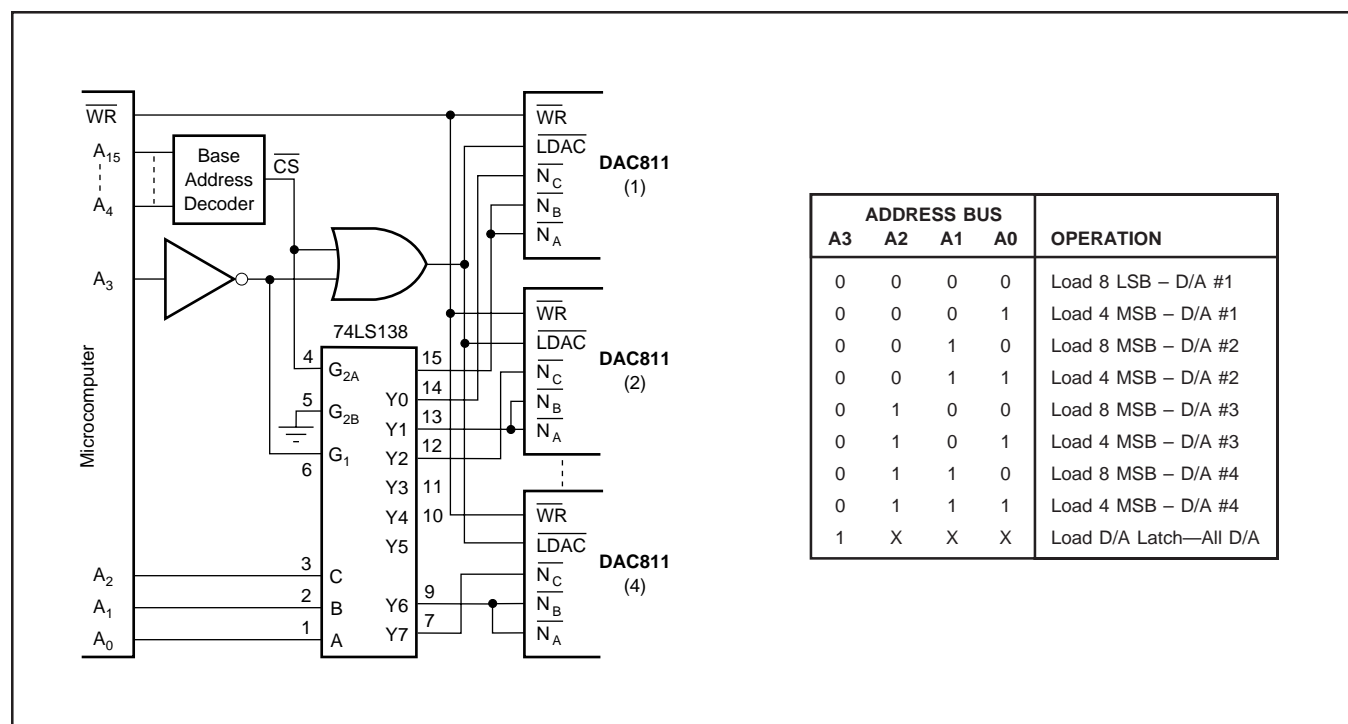 WR
A15
A4
Base
Address
Decoder
CS
A3
Microcomputer
A2
A1
A0
74LS138
4
G2A
5
G2B
6
G1
3
C
2
B
1
A
15
14
Y0
13
Y1
12
Y2
11
Y3
10
Y4
Y5
9
Y6
7
Y7
WR
LDAC
NC
NB
NA
DAC811
(1)
WR
LDAC
NC
NB
NA
DAC811
(2)
WR
LDAC
NC
NB
NA
DAC811
(4)
ADDRESS BUS
A3 A2 A1 A0 OPERATION
0 0 0 0 Load 8 LSB – D/A #1
0 0 0 1 Load 4 MSB – D/A #1
0 0 1 0 Load 8 MSB – D/A #2
0 0 1 1 Load 4 MSB – D/A #2
0 1 0 0 Load 8 MSB – D/A #3
0 1 0 1 Load 4 MSB – D/A #3
0 1 1 0 Load 8 MSB – D/A #4
0 1 1 1 Load 4 MSB – D/A #4
1 X X X Load D/A Latch—All D/A